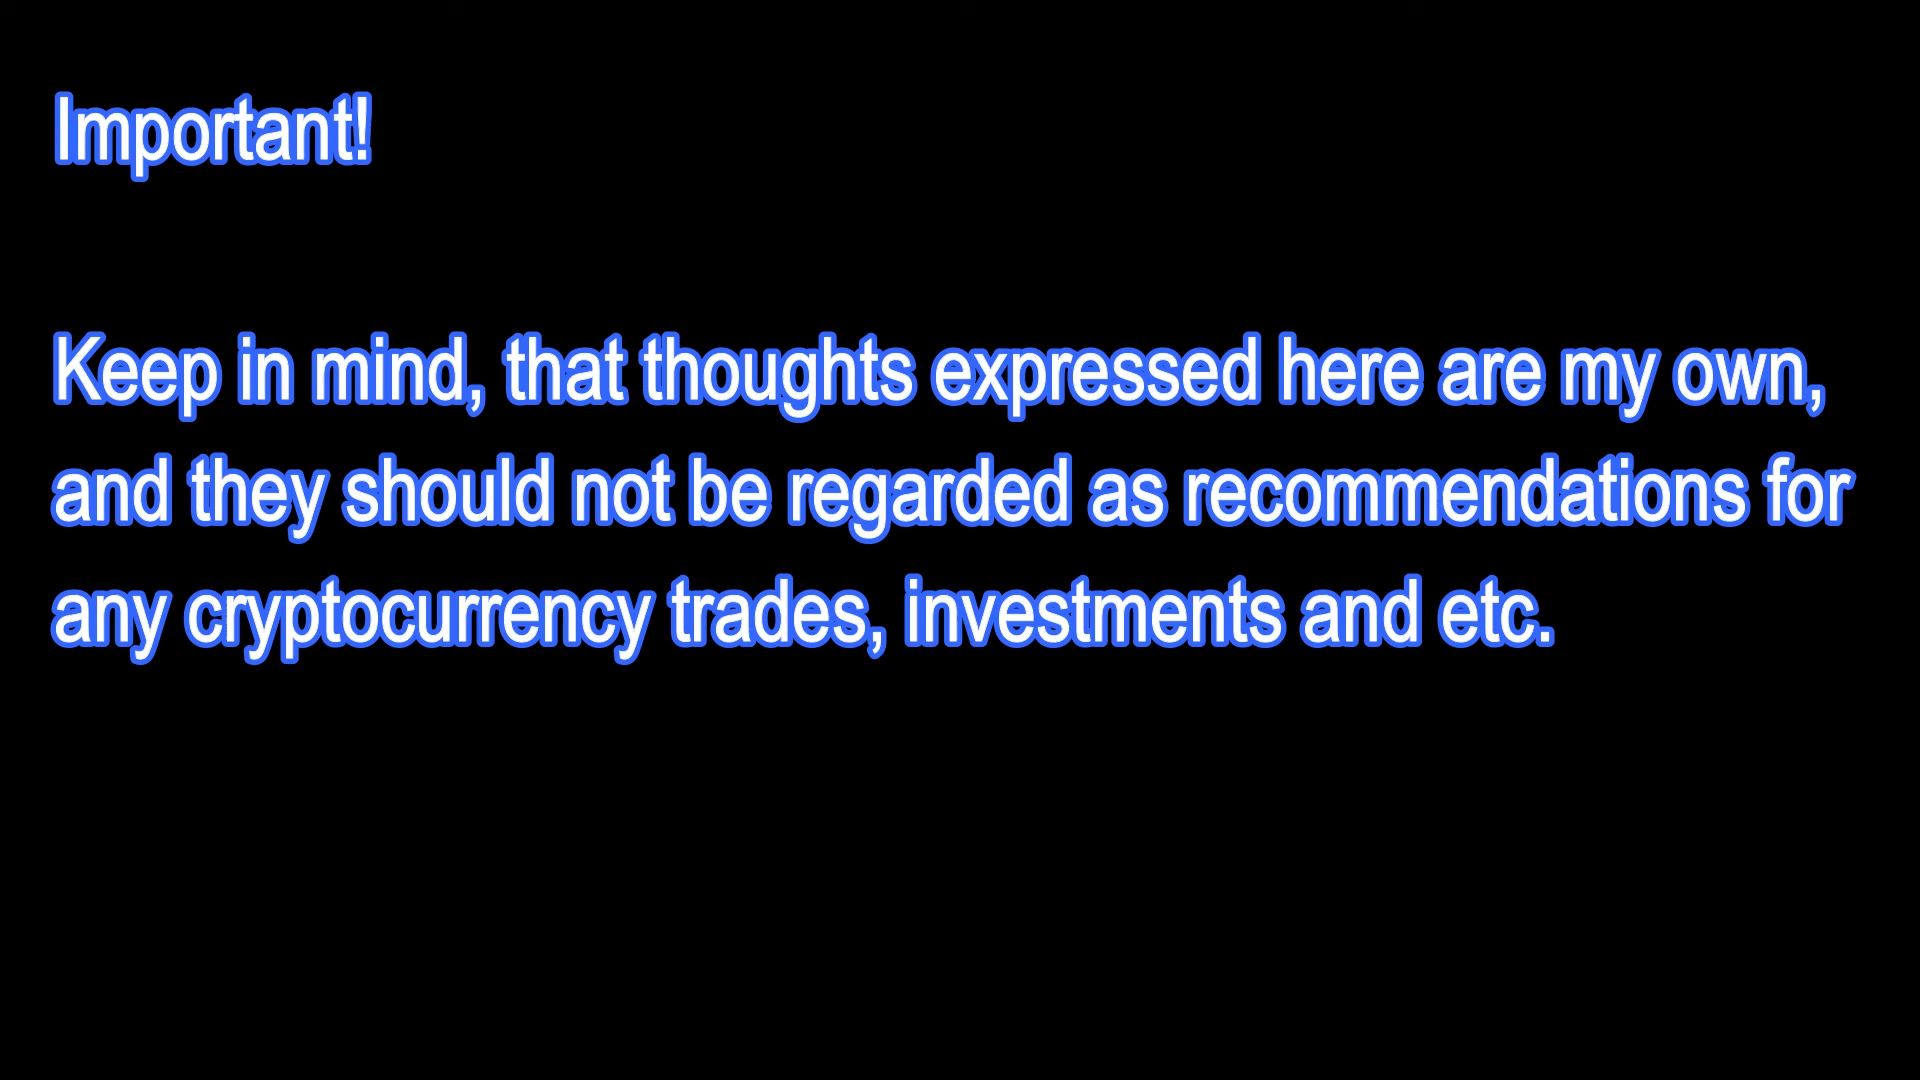 Important!
Keep in mind, that thoughts expressed here are my own,
and they should not be regarded as recommendations for
any cryptocurrency trades, investments and etc.